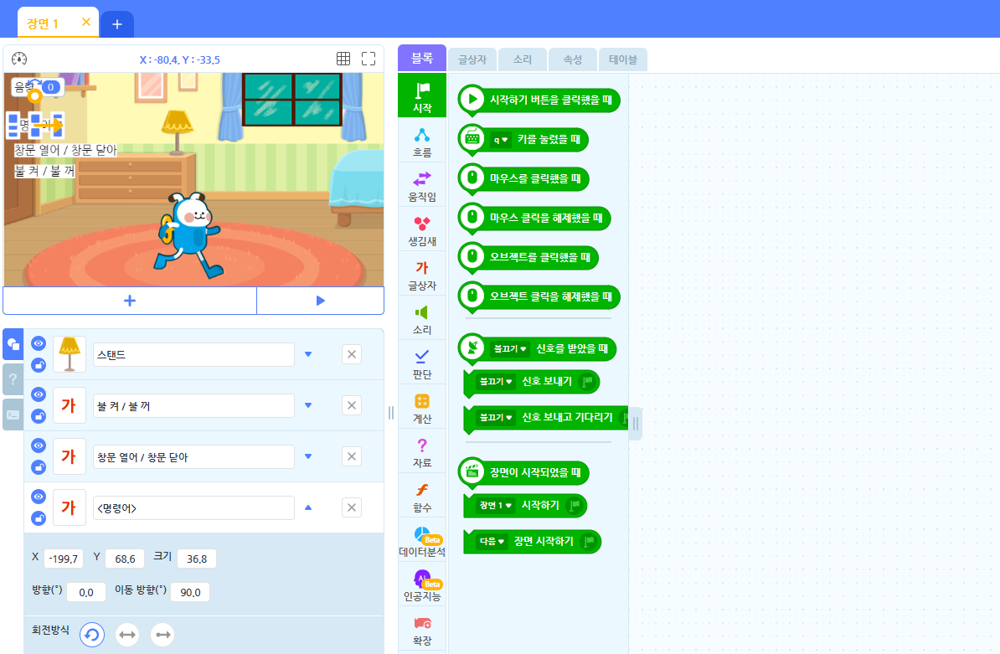 장면 1
X : -80.4, Y : -33.5
음량
0
창문 열어 / 창문 닫아
불 켜 / 불 꺼
스탠드
가
불 켜 / 불 꺼
가
창문 열어 / 창문 닫아
가
<명령어>
X -199.7 Y 68.6 크기 36.8
방향(°) 0.0 이동 방향(°) 90.0
회전방식
블록 글상자 소리 속성 테이블
시작
흐름
움직임
생김새
가
글상자
소리
판단
계산
?
자료
함수
Beta
데이터분석
AI
Beta
인공지능
확장
시작하기 버튼을 클릭했을 때
q 키를 눌렀을 때
마우스를 클릭했을 때
마우스 클릭을 해제했을 때
오브젝트를 클릭했을 때
오브젝트 클릭을 해제했을 때
불끄기 신호를 받았을 때
불끄기 신호 보내기
불끄기 신호 보내고 기다리기
장면이 시작되었을 때
장면 1 시작하기
다음 장면 시작하기